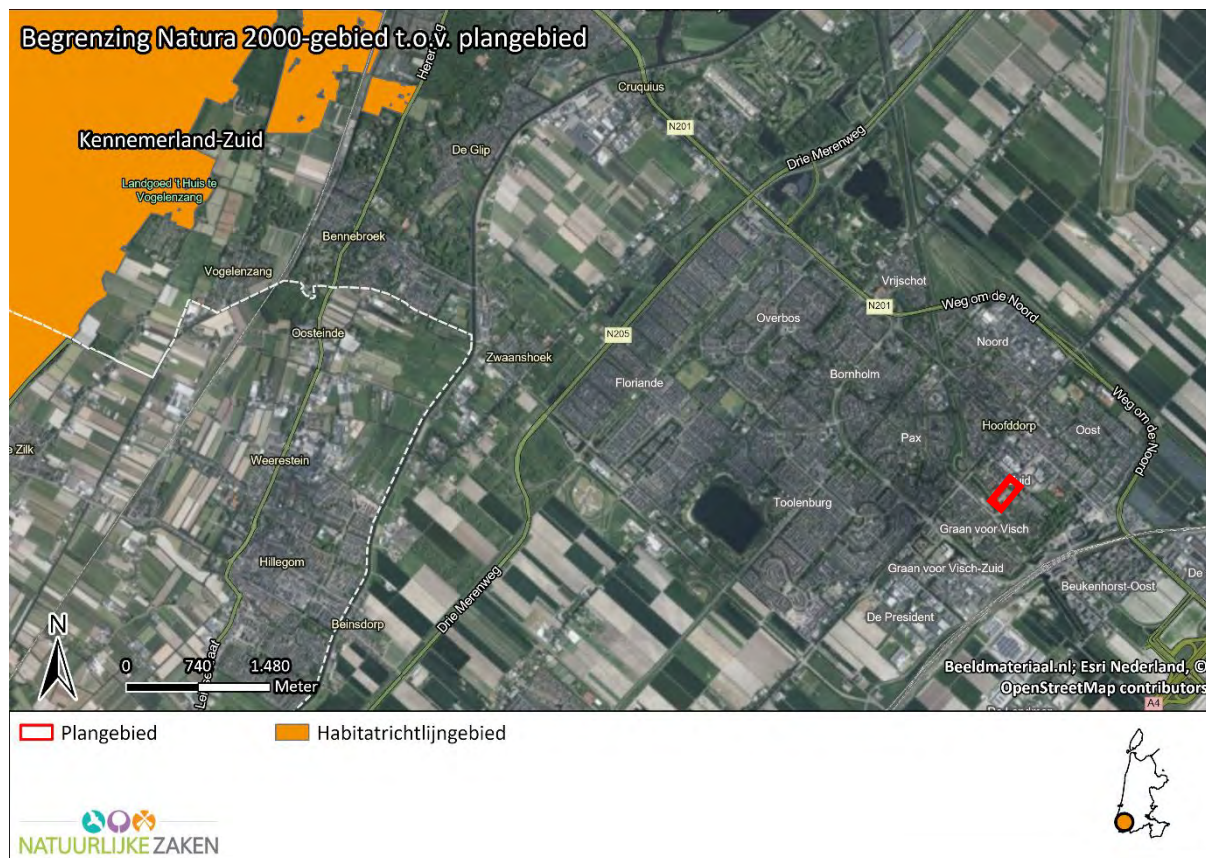 Begrenzing Natura 2000-gebied t.o.v. plangebied
Cruquius
N201
De Glip
Drie Merenweg
Kennemerland-Zuid
Landgoed 't Huis te
Vogelenzang
Bennebroek
Vogelenzang
Vrijschot
Weg om de Noord
N201
Oosteinde
Overbos
N205
Noord
Zwaanshoek
Floriande
Bornholm
Weg om de Noord
Hoofddorp
Oost
Pax
Zilk
Weerestein
Toolenburg
Graan voor Visch
Hillegom
Graan voor Visch-Zuid
Beukenhorst-Oost
De
De President
Drie Merenweg
Beinsdorp
N
0 740 1.480
Meter
Beeldmateriaal.nl; Esri Nederland, ©
OpenStreetMap contributors
A4
Plangebied
Habitatrichtlijngebied
NATUURLIJKE ZAKEN